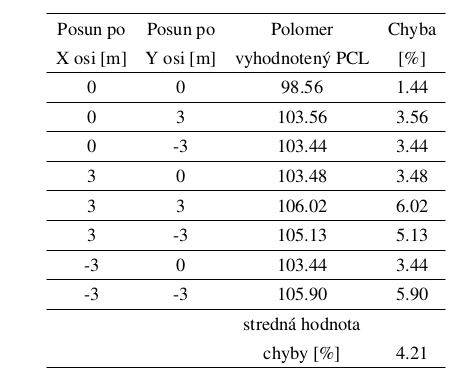 Posun po Posun po Polomer Chyba
X osi [m] Y osi [m] vyhodnotený PCL [%]
0 0 98.56 1.44
0 3 103.56 3.56
0 -3 103.44 3.44
3 0 103.48 3.48
3 3 106.02 6.02
3 -3 105.13 5.13
-3 0 103.44 3.44
-3 -3 105.90 5.90
stredná hodnota
chyby [%] 4.21